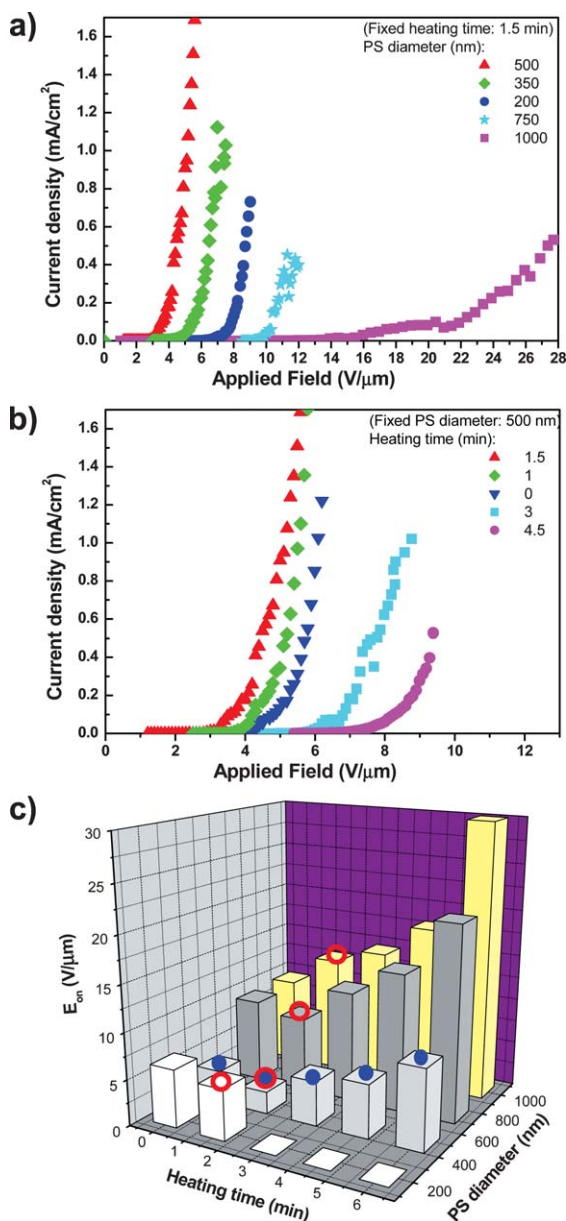 a)
(Fixed heating time: 1.5 min)
PS diameter (nm):
500
350
200
750
1000
1.6
1.4
1.2
1.0
0.8
0.6
0.4
0.2
0.0
Current density (mA/cm²)
0 2 4 6 8 10 12 14 16 18 20 22 24 26 28
Applied Field (V/μm)
b)
(Fixed PS diameter: 500 nm)
Heating time (min):
1.5
1
0
3
4.5
1.6
1.4
1.2
1.0
0.8
0.6
0.4
0.2
0.0
Current density (mA/cm²)
0 2 4 6 8 10 12
Applied Field (V/μm)
c)
30
25
20
15
10
5
0
E_on (V/μm)
0 1 2 3 4 5 6
Heating time (min)
200 400 600 800 1000
PS diameter (nm)